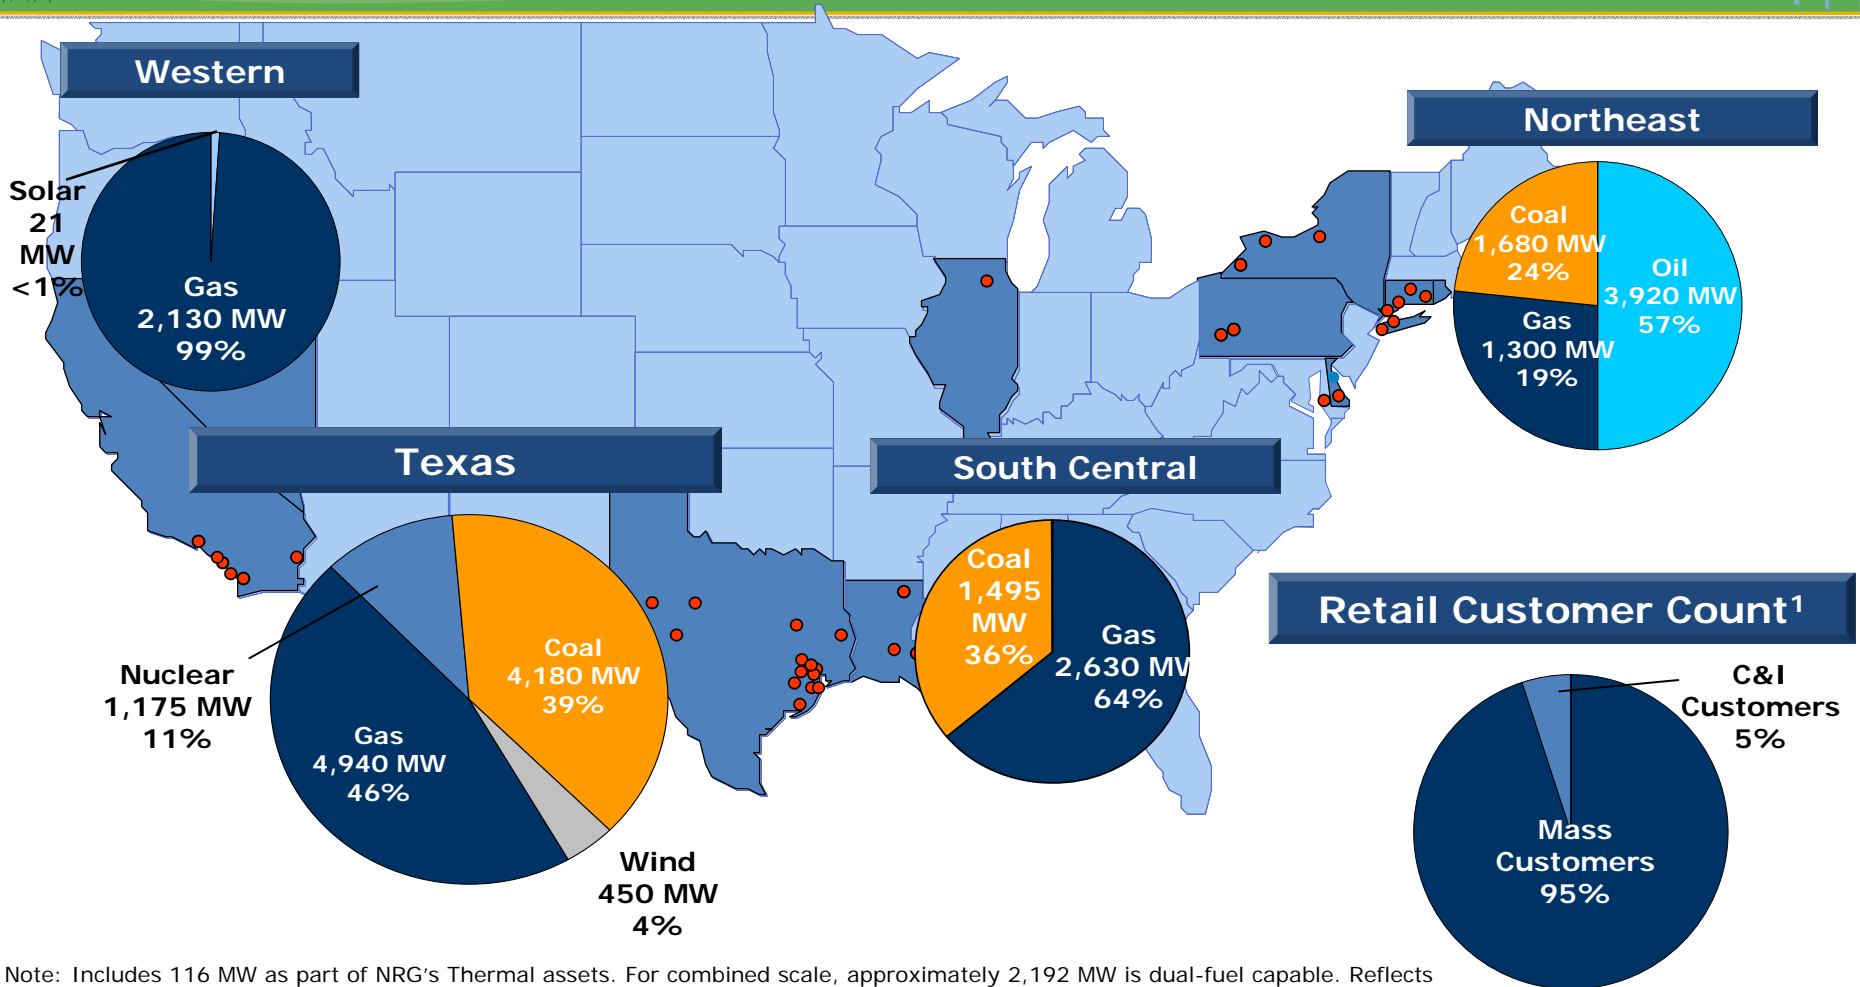 Western
Solar
21
MW
<1%
Gas
2,130 MW
99%
Northeast
Coal
1,680 MW
24%
Oil
3,920 MW
57%
Gas
1,300 MW
19%
Texas
Nuclear
1,175 MW
11%
Coal
4,180 MW
39%
Gas
4,940 MW
46%
Wind
450 MW
4%
South Central
Coal
1,495
MW
36%
Gas
2,630 MW
64%
Retail Customer Count¹
C&I
Customers
5%
Mass
Customers
95%
Note: Includes 116 MW as part of NRG's Thermal assets. For combined scale, approximately 2,192 MW is dual-fuel capable. Reflects